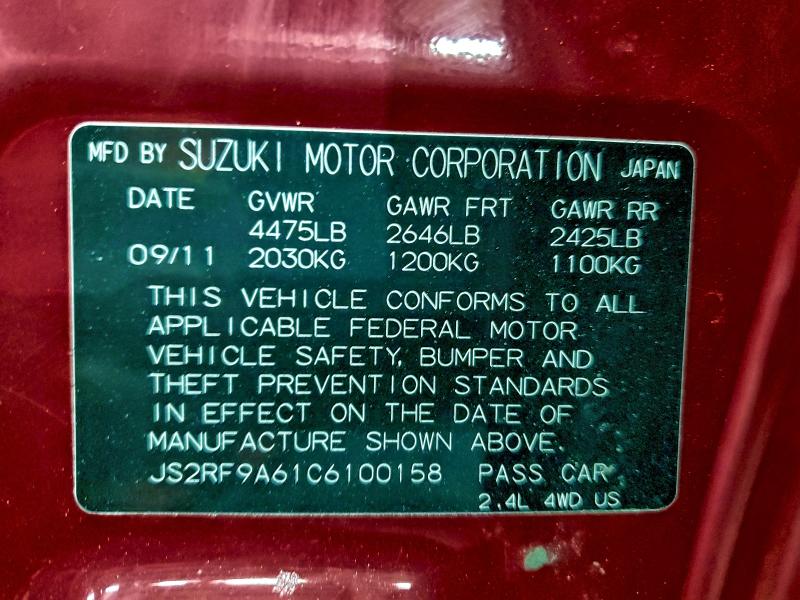 MFD BY SUZUKI MOTOR CORPORATION JAPAN
DATE GVWR GAWR FRT GAWR RR
4475LB 2646LB 2425LB
09/11 2030KG 1200KG 1100KG
THIS VEHICLE CONFORMS TO ALL
APPLICABLE FEDERAL MOTOR
VEHICLE SAFETY, BUMPER AND
THEFT PREVENTION STANDARDS
IN EFFECT ON THE DATE OF
MANUFACTURE SHOWN ABOVE.
JS2RF9A61C6100158 PASS CAR
2.4L 4WD US